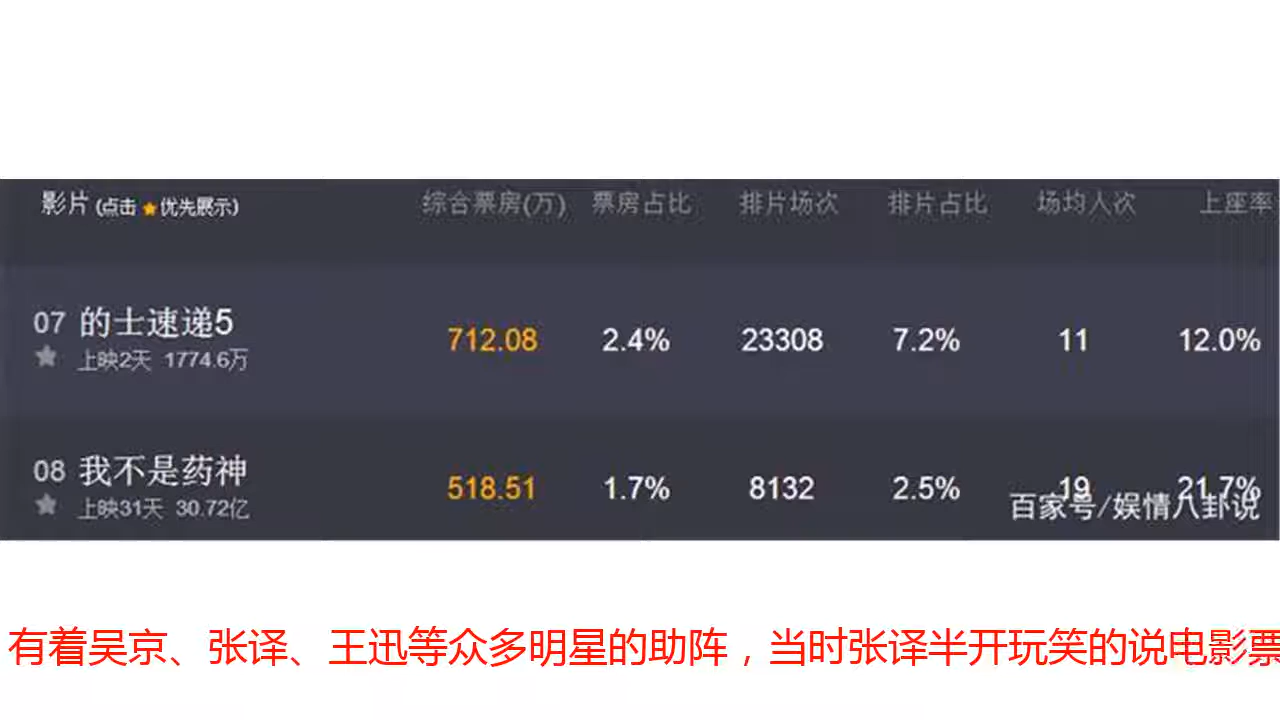 影片 (点击 ★优先展示) 综合票房(万) 票房占比 排片场次 排片占比 场均人次 上座率
07 的士速递5 712.08 2.4% 23308 7.2% 11 12.0%
上映2天 1774.6万
08 我不是药神 518.51 1.7% 8132 2.5% 19 21.7%
上映31天 30.72亿
百家号/娱情八卦说
有着吴京、张译、王迅等众多明星的助阵，当时张译半开玩笑的说电影票